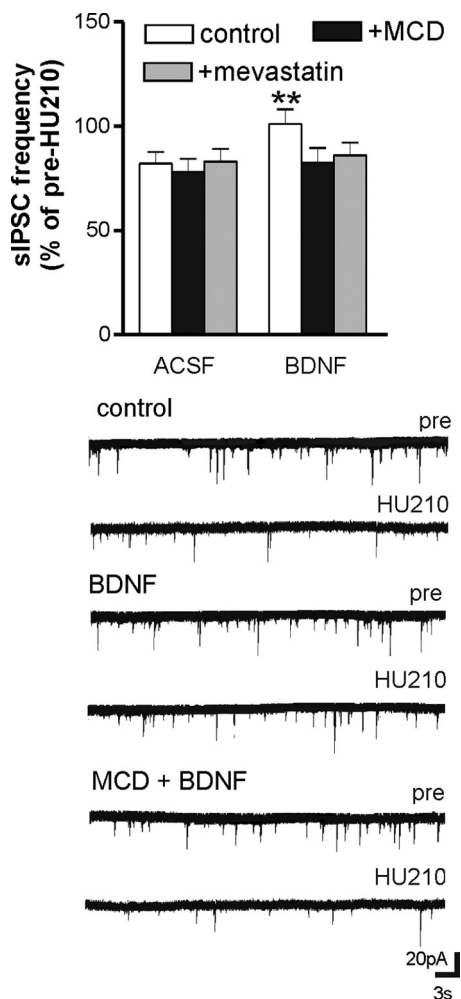 150
control
+MCD
+mevastatin
**
100
50
0
sIPSC frequency
(% of pre-HU210)
ACSF
BDNF
control
pre
HU210
BDNF
pre
HU210
MCD + BDNF
pre
HU210
20pA
3s